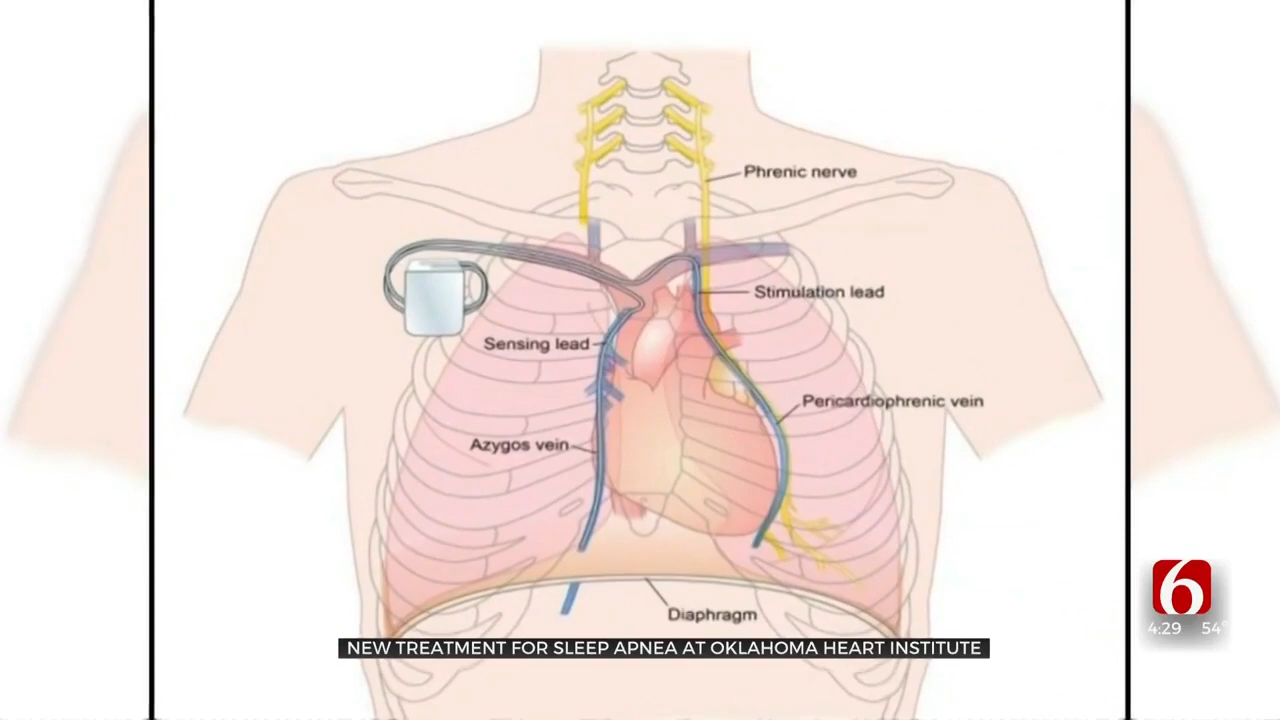 Phrenic nerve
Stimulation lead
Sensing lead
Pericardiophrenic vein
Azygos vein
Diaphragm
6
4:29 54°
NEW TREATMENT FOR SLEEP APNEA AT OKLAHOMA HEART INSTITUTE